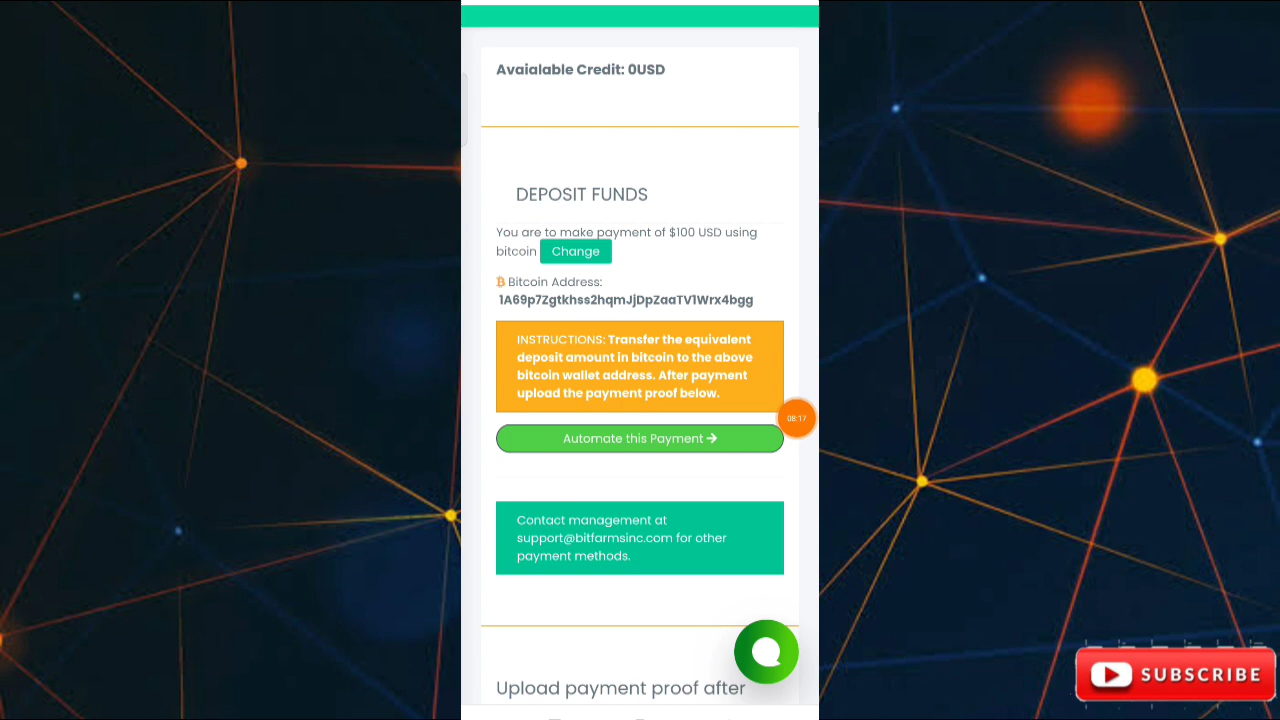 Avaialable Credit: 0USD
DEPOSIT FUNDS
You are to make payment of $100 USD using
bitcoin Change
Bitcoin Address:
1A69p7Zgtkhss2hqmJjDpZaaTV1Wrx4bgg
INSTRUCTIONS: Transfer the equivalent
deposit amount in bitcoin to the above
bitcoin wallet address. After payment
upload the payment proof below.
08:17
Automate this Payment →
Contact management at
support@bitfarmsinc.com for other
payment methods.
Upload payment proof after
SUBSCRIBE